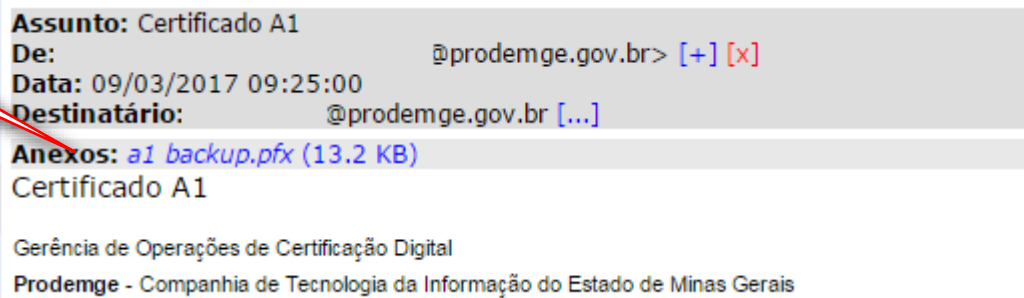 Assunto: Certificado A1
De: @prodemge.gov.br> [+] [x]
Data: 09/03/2017 09:25:00
Destinatário: @prodemge.gov.br [...]
Anexos: a1 backup.pfx (13.2 KB)
Certificado A1
Gerência de Operações de Certificação Digital
Prodemge - Companhia de Tecnologia da Informação do Estado de Minas Gerais